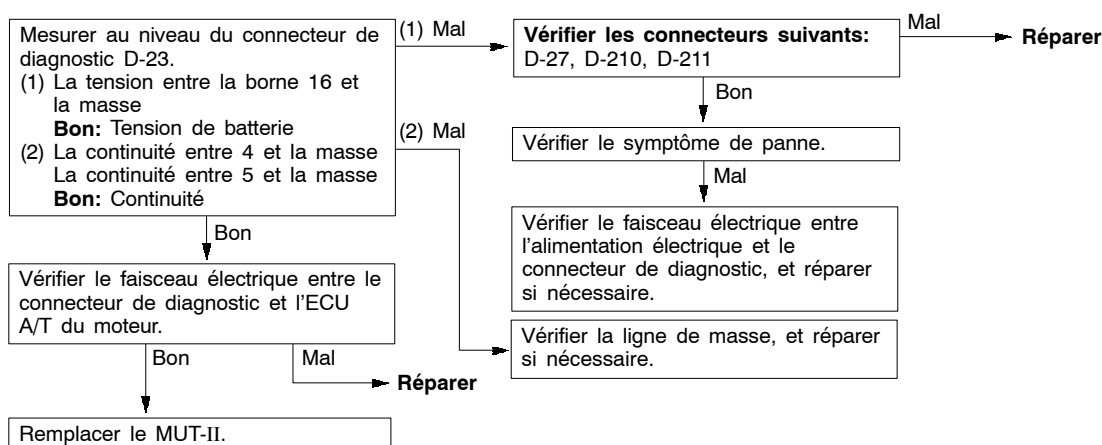 Mesurer au niveau du connecteur de
diagnostic D-23.
(1) La tension entre la borne 16 et
la masse
Bon: Tension de batterie
(2) La continuité entre 4 et la masse
La continuité entre 5 et la masse
Bon: Continuité
(1) Mal
Vérifier les connecteurs suivants:
D-27, D-210, D-211
Mal
Réparer
Bon
Vérifier le symptôme de panne.
Mal
Vérifier le faisceau électrique entre
l'alimentation électrique et le
connecteur de diagnostic, et réparer
si nécessaire.
(2) Mal
Vérifier la ligne de masse, et réparer
si nécessaire.
Bon
Vérifier le faisceau électrique entre le
connecteur de diagnostic et l'ECU
A/T du moteur.
Mal
Réparer
Bon
Remplacer le MUT-II.